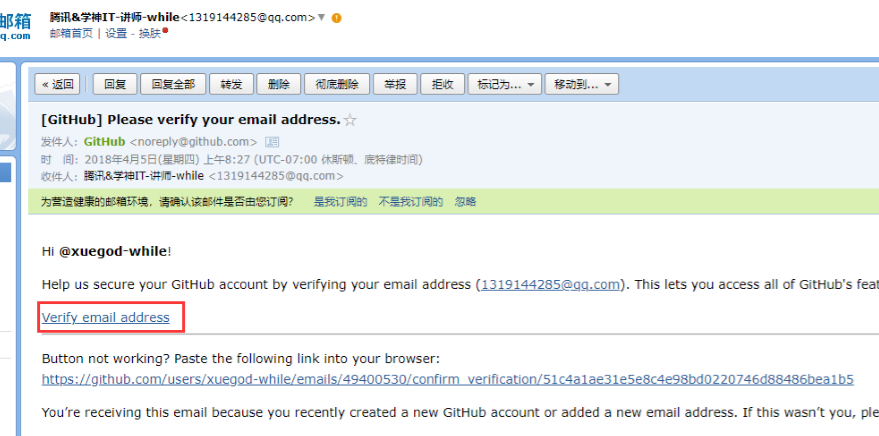 邮箱 腾讯&学神IT-讲师-while<1319144285@qq.com>
q.com 邮箱首页 | 设置 - 换肤
« 返回 回复 回复全部 转发 删除 彻底删除 举报 拒收 标记为... 移动到...
[GitHub] Please verify your email address.
发件人: GitHub <noreply@github.com>
时 间: 2018年4月5日(星期四) 上午8:27 (UTC-07:00 休斯顿、底特律时间)
收件人: 腾讯&学神IT-讲师-while <1319144285@qq.com>
为营造健康的邮箱环境，请确认该邮件是否由您订阅? 是我订阅的 不是我订阅的 忽略
Hi @xuegod-while!
Help us secure your GitHub account by verifying your email address (1319144285@qq.com). This lets you access all of GitHub's feat
Verify email address
Button not working? Paste the following link into your browser:
https://github.com/users/xuegod-while/emails/49400530/confirm_verification/51c4a1ae31e5e8c4e98bd0220746d88486bea1b5
You're receiving this email because you recently created a new GitHub account or added a new email address. If this wasn't you, ple